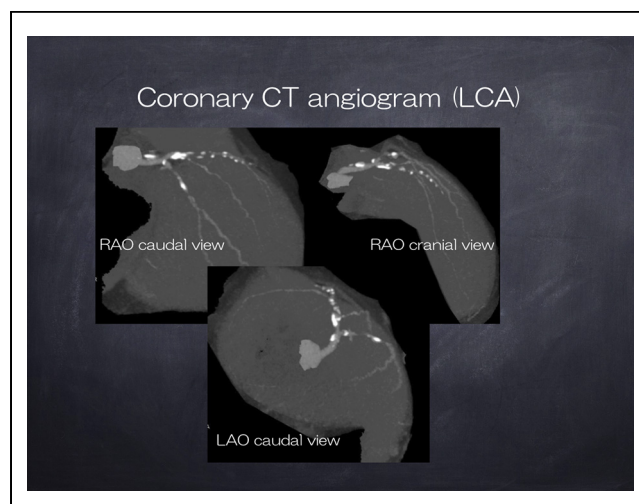 Coronary CT angiogram (LCA)
RAO caudal view
RAO cranial view
LAO caudal view